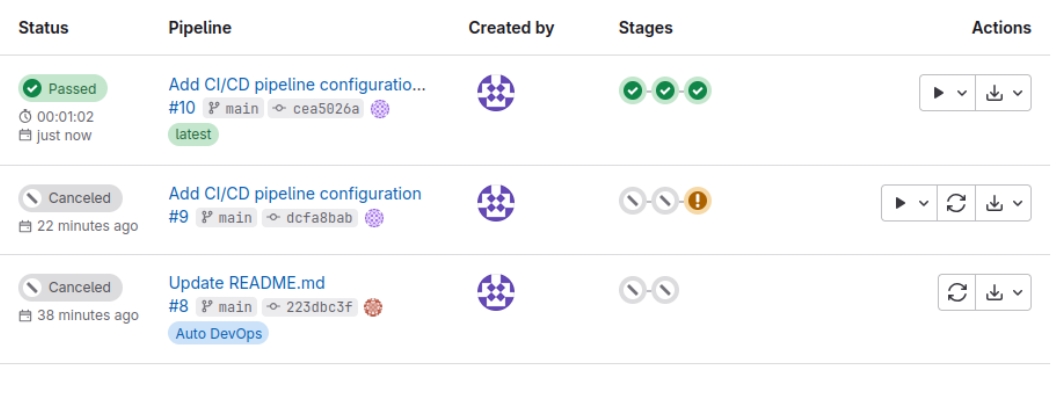 Status Pipeline Created by Stages Actions
Passed Add CI/CD pipeline configuratio...
00:01:02 #10 main cea5026a
just now latest
Canceled Add CI/CD pipeline configuration
22 minutes ago #9 main dcfa8bab
Canceled Update README.md
38 minutes ago #8 main 223dbc3f
Auto DevOps